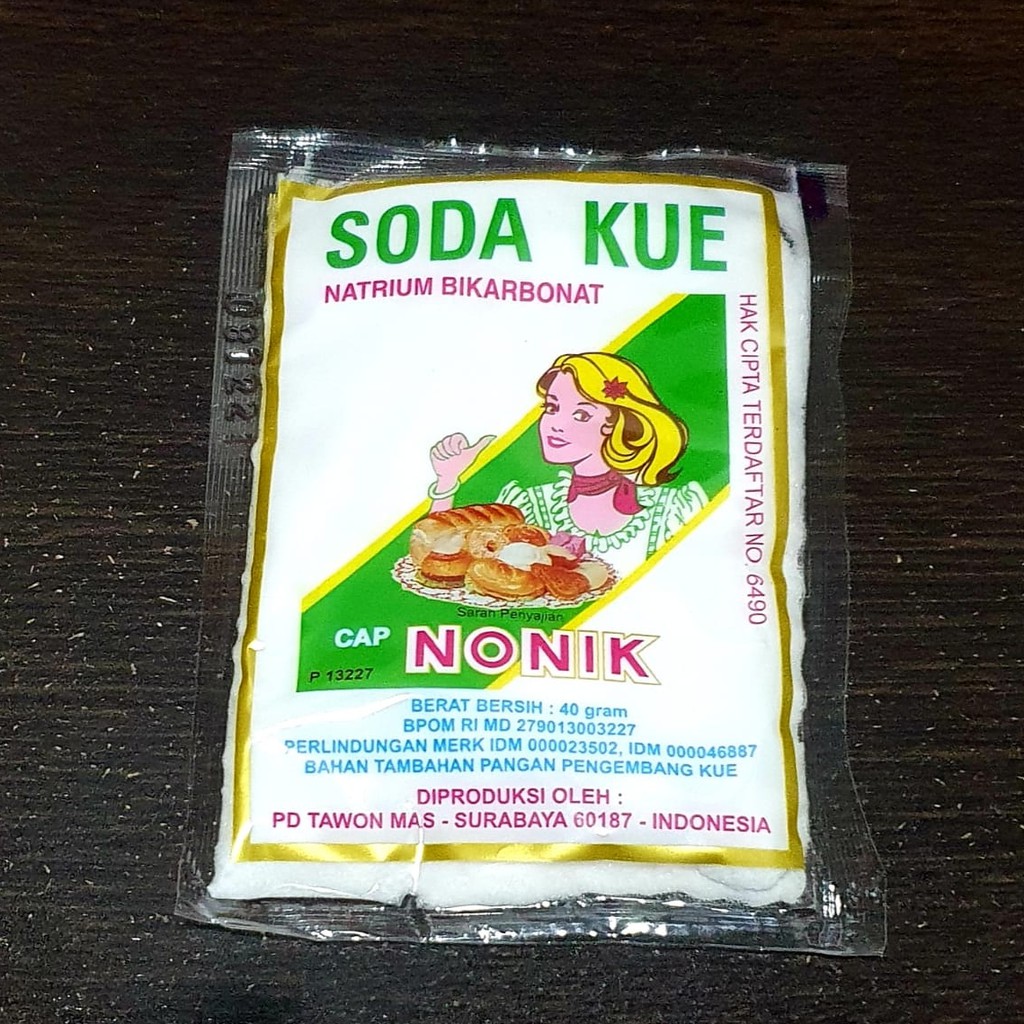 SODA KUE
NATRIUM BIKARBONAT
HAK CIPTA TERDAFTAR NO. 6490
Saran Penyajian
CAP NONIK
P 13227
BERAT BERSIH : 40 gram
BPOM RI MD 279013003227
PERLINDUNGAN MERK IDM 000023502, IDM 000046887
BAHAN TAMBAHAN PANGAN PENGEMBANG KUE
DIPRODUKSI OLEH :
PD TAWON MAS - SURABAYA 60187 - INDONESIA